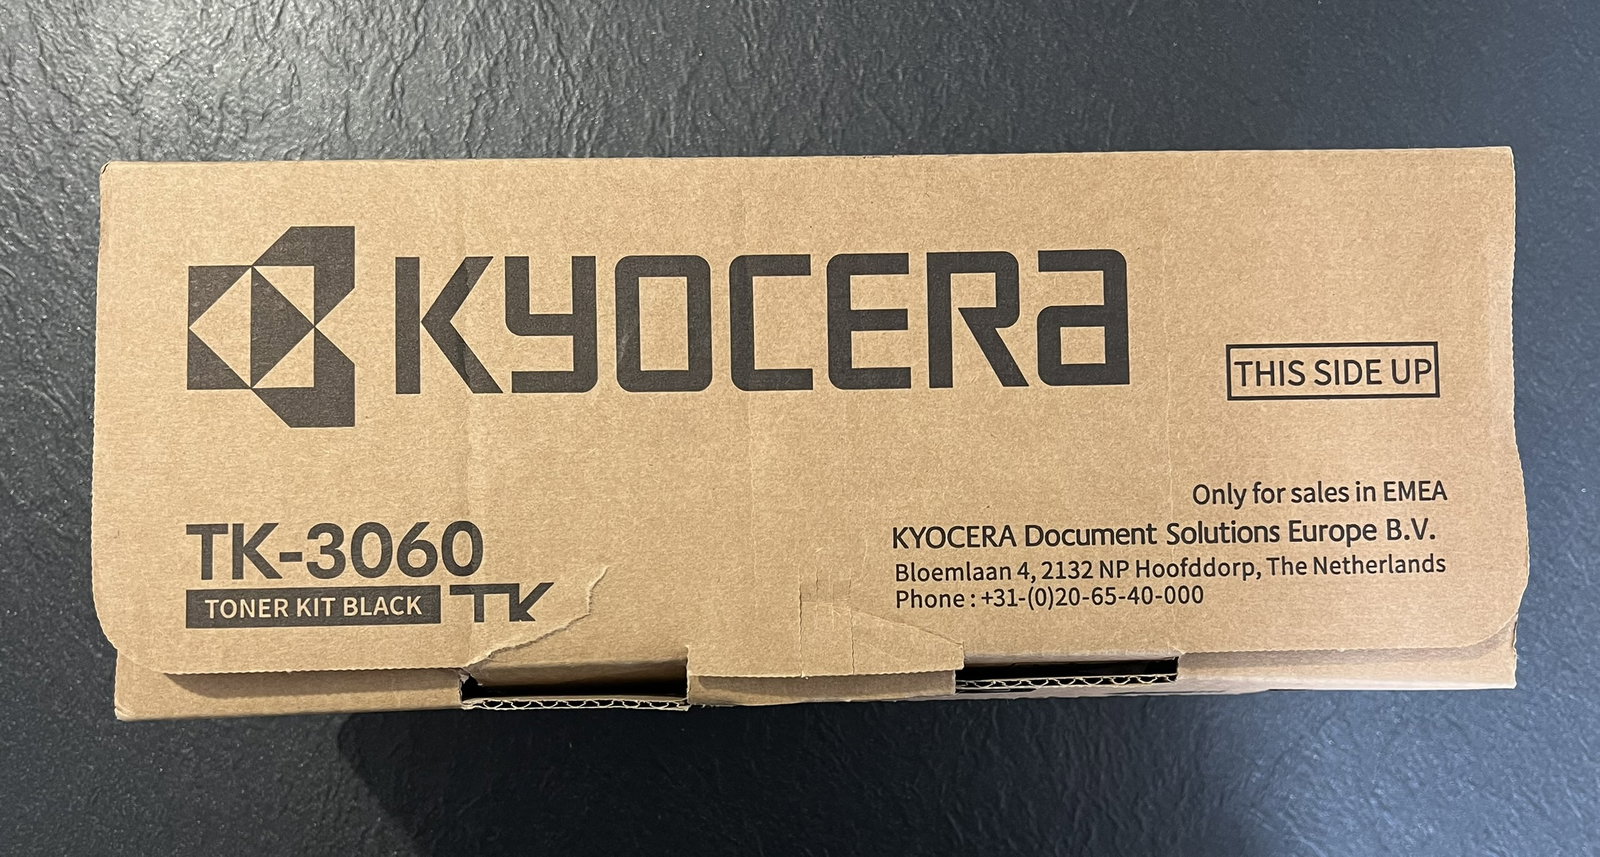 KYOCERA
THIS SIDE UP
TK-3060
TONER KIT BLACK TK
Only for sales in EMEA
KYOCERA Document Solutions Europe B.V.
Bloemlaan 4, 2132 NP Hoofddorp, The Netherlands
Phone : +31-(0)20-65-40-000